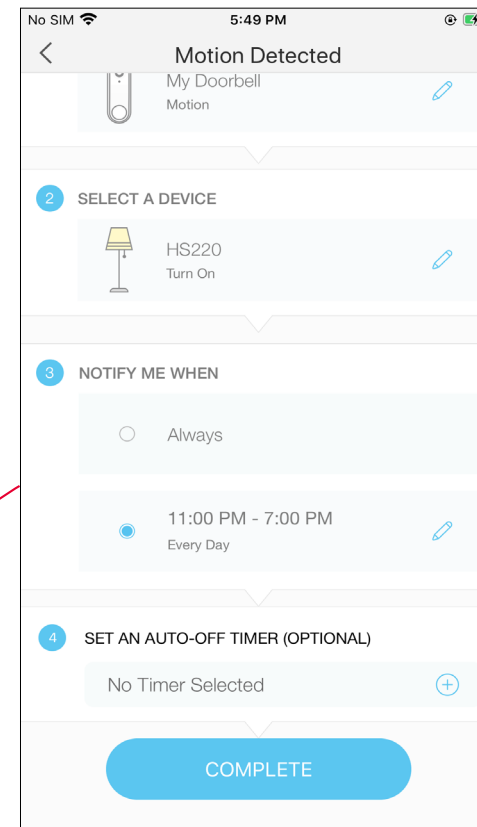 No SIM 5:49 PM
Motion Detected
My Doorbell
Motion
2 SELECT A DEVICE
HS220
Turn On
3 NOTIFY ME WHEN
Always
11:00 PM - 7:00 PM
Every Day
4 SET AN AUTO-OFF TIMER (OPTIONAL)
No Timer Selected
COMPLETE